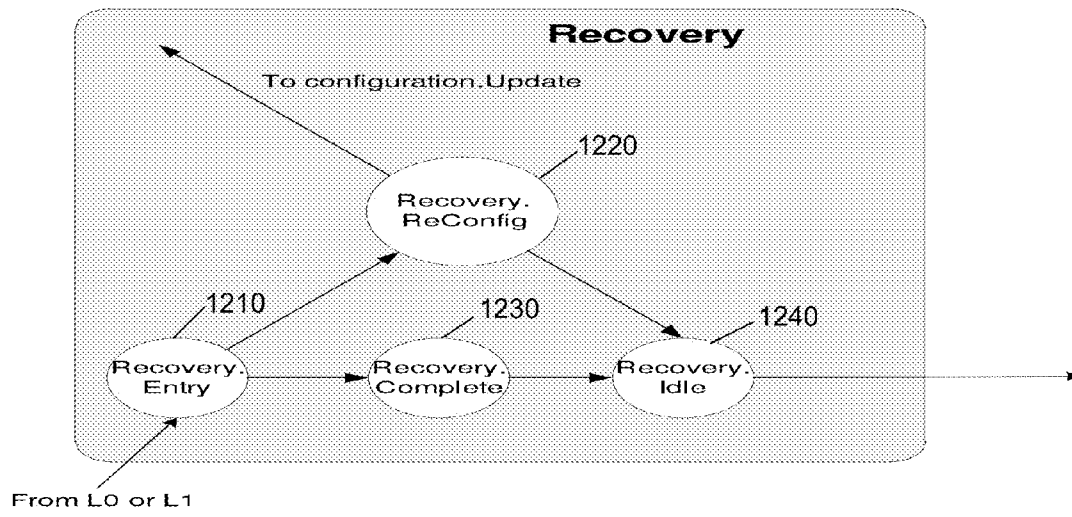 Recovery
To configuration.Update
1220
Recovery.
ReConfig
1210
1230
1240
Recovery.
Entry
Recovery.
Complete
Recovery.
Idle
From L0 or L1